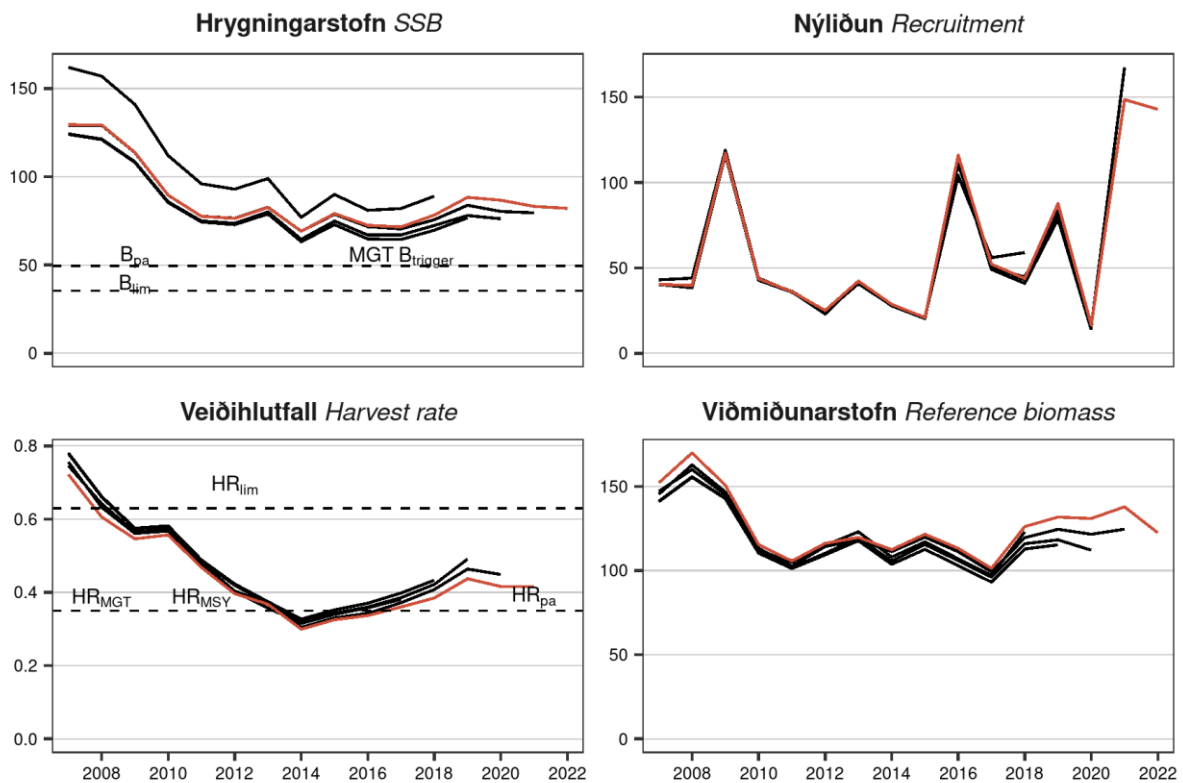 Hrygningarstofn SSB
150
100
50
0
B_pa
MGT B_trigger
B_lim
Nýliðun Recruitment
150
100
50
0
Veiðihlutfall Harvest rate
0.8
0.6
0.4
0.2
0.0
HR_lim
HR_MGT HR_MSY HR_pa
2008 2010 2012 2014 2016 2018 2020 2022
Viðmiðunarstofn Reference biomass
150
100
50
0
2008 2010 2012 2014 2016 2018 2020 2022